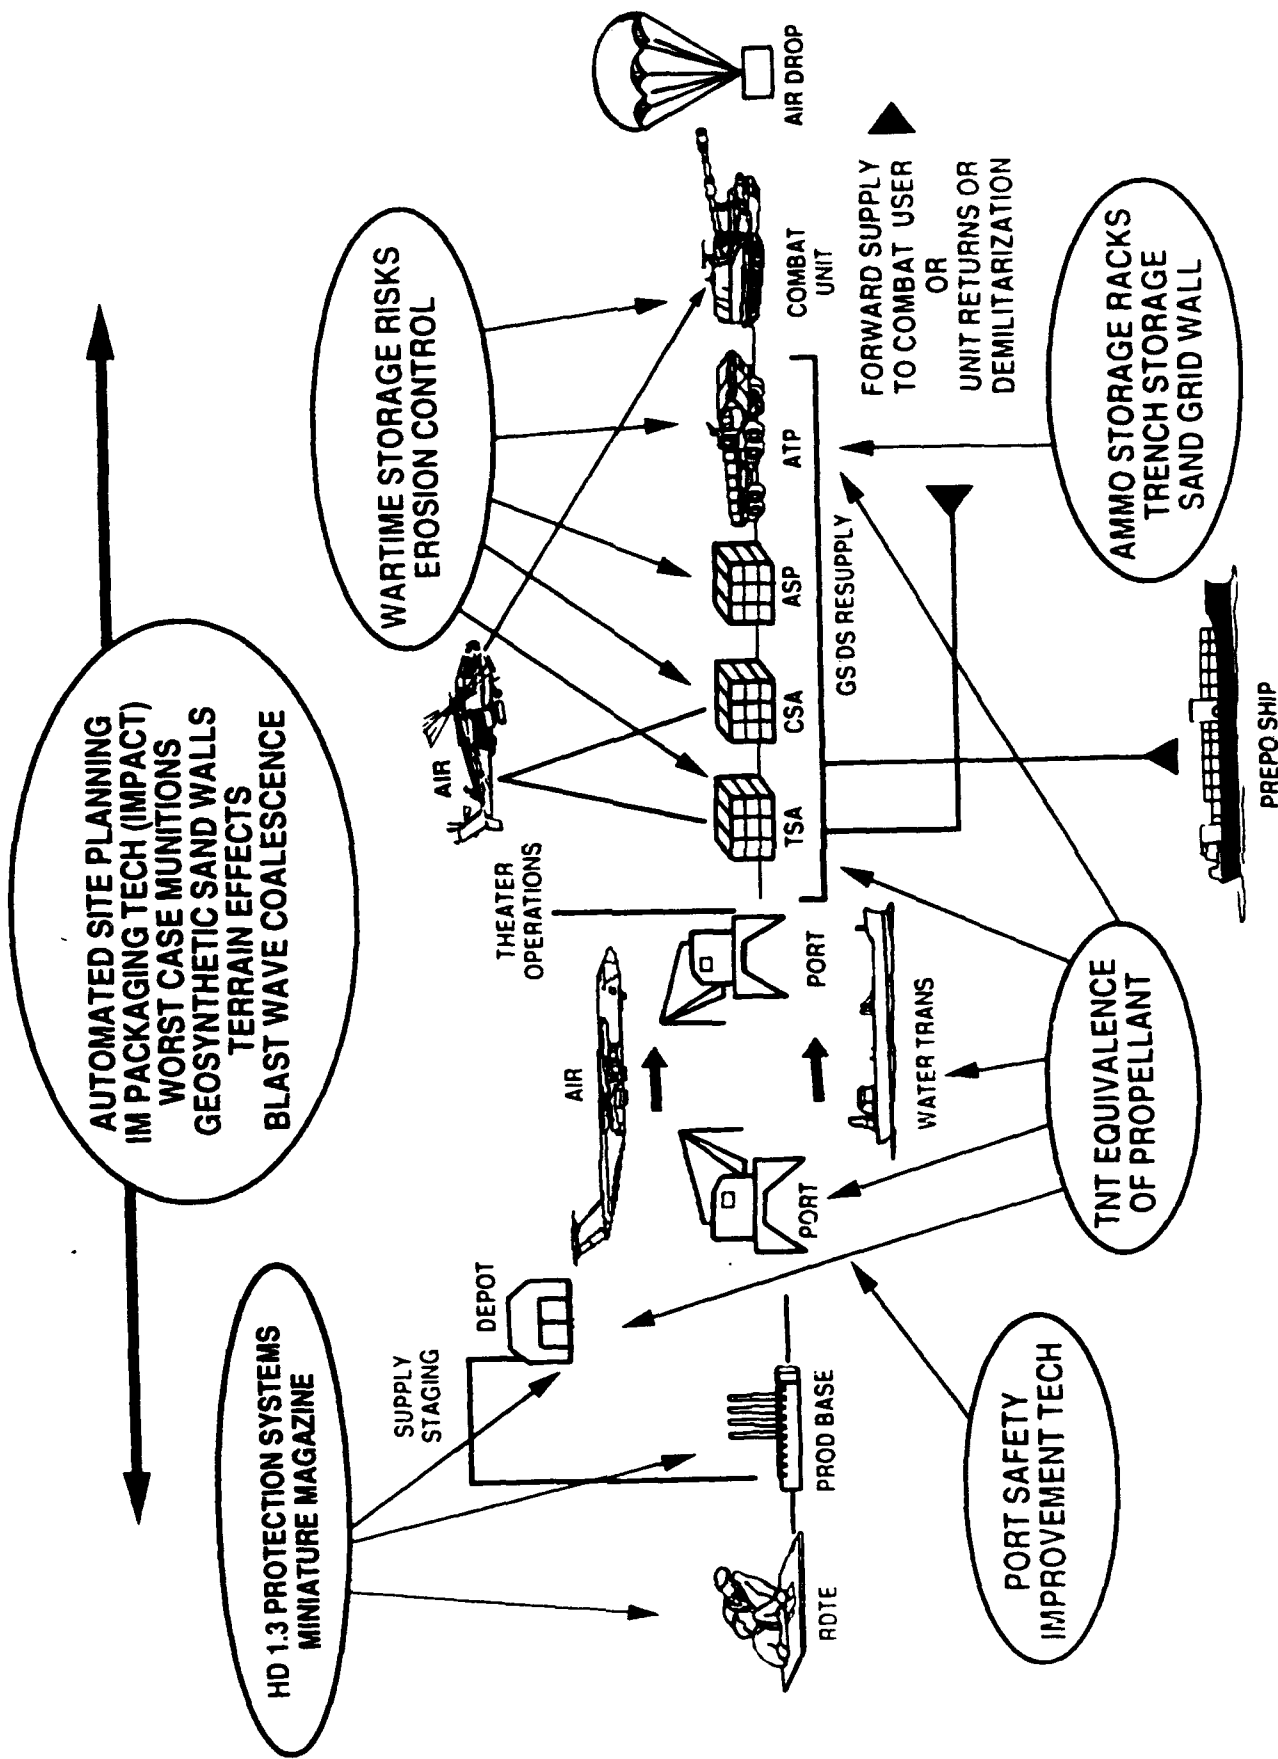 AUTOMATED SITE PLANNING
IM PACKAGING TECH (IMPACT)
WORST CASE MUNITIONS
GEOSYNTHETIC SAND WALLS
TERRAIN EFFECTS
BLAST WAVE COALESCENCE
HD 1.3 PROTECTION SYSTEMS
MINIATURE MAGAZINE
WARTIME STORAGE RISKS
EROSION CONTROL
SUPPLY
STAGING
DEPOT
AIR
THEATER
OPERATIONS
AIR
RDTE
PROD BASE
PORT
PORT
WATER TRANS
TSA
CSA
ASP
ATP
COMBAT
UNIT
AIR DROP
GS/DS RESUPPLY
FORWARD SUPPLY
TO COMBAT USER
OR
UNIT RETURNS OR
DEMILITARIZATION
PORT SAFETY
IMPROVEMENT TECH
TNT EQUIVALENCE
OF PROPELLANT
PREPO SHIP
AMMO STORAGE RACKS
TRENCH STORAGE
SAND GRID WALL